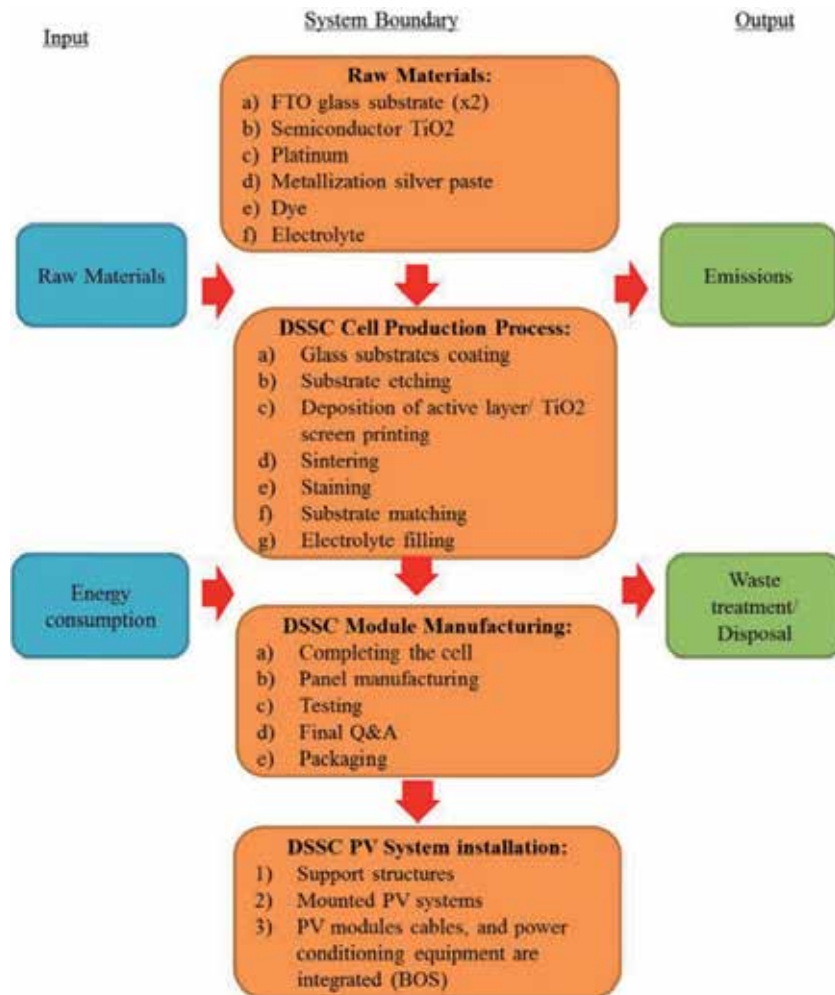 Input
System Boundary
Output
Raw Materials:
a) FTO glass substrate (x2)
b) Semiconductor TiO2
c) Platinum
d) Metallization silver paste
e) Dye
f) Electrolyte
Raw Materials
Emissions
DSSC Cell Production Process:
a) Glass substrates coating
b) Substrate etching
c) Deposition of active layer/ TiO2
screen printing
d) Sintering
e) Staining
f) Substrate matching
g) Electrolyte filling
Energy
consumption
Waste
treatment/
Disposal
DSSC Module Manufacturing:
a) Completing the cell
b) Panel manufacturing
c) Testing
d) Final Q&A
e) Packaging
DSSC PV System installation:
1) Support structures
2) Mounted PV systems
3) PV modules cables, and power
conditioning equipment are
integrated (BOS)